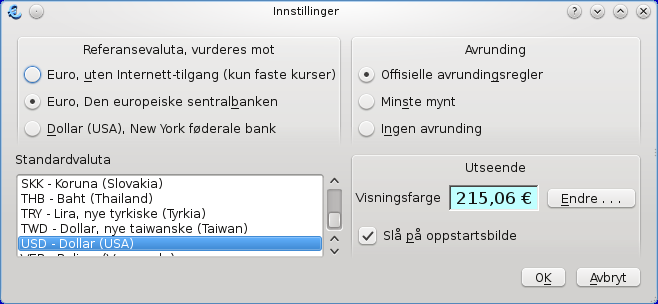 Innstillinger
Referansevaluta, vurderes mot
Euro, uten Internett-tilgang (kun faste kurser)
Euro, Den europeiske sentralbanken
Dollar (USA), New York føderale bank
Standardvaluta
SKK - Koruna (Slovakia)
THB - Baht (Thailand)
TRY - Lira, nye tyrkiske (Tyrkia)
TWD - Dollar, nye taiwanske (Taiwan)
USD - Dollar (USA)
Avrunding
Offisielle avrundingsregler
Minste mynt
Ingen avrunding
Utseende
Visningsfarge 215,06 € Endre . . .
Slå på oppstartsbilde
OK Avbryt